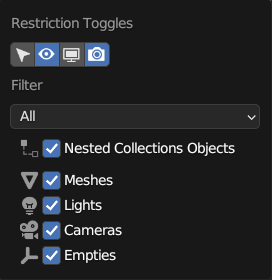 Restriction Toggles
Filter
All
Nested Collections Objects
Meshes
Lights
Cameras
Empties